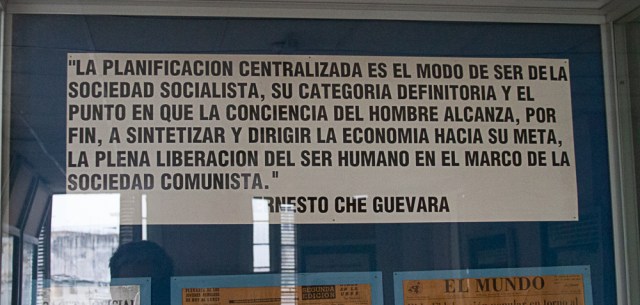 "LA PLANIFICACION CENTRALIZADA ES EL MODO DE SER DE LA
SOCIEDAD SOCIALISTA, SU CATEGORIA DEFINITORIA Y EL
PUNTO EN QUE LA CONCIENCIA DEL HOMBRE ALCANZA, POR
FIN, A SINTETIZAR Y DIRIGIR LA ECONOMIA HACIA SU META,
LA PLENA LIBERACION DEL SER HUMANO EN EL MARCO DE LA
SOCIEDAD COMUNISTA."
ERNESTO CHE GUEVARA
EL MUNDO